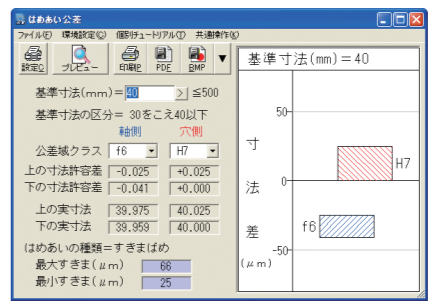 はめあい公差
ファイル(F) 環境設定(C) 個別チュートリアル(T) 共通操作(K)
設定O プレビュー 印刷P PDF BMP ▼
基準寸法(mm)=40 > ≦500
基準寸法の区分= 30をこえ40以下
軸側 穴側
公差域クラス f6 H7
上の寸法許容差 -0.025 +0.025
下の寸法許容差 -0.041 +0.000
上の実寸法 39.975 40.025
下の実寸法 39.959 40.000
はめあいの種類=すきまばめ
最大すきま(μm) 66
最小すきま(μm) 25
基準寸法(mm)=40
50
寸
H7
法 0
差 f6
-50
(μm)